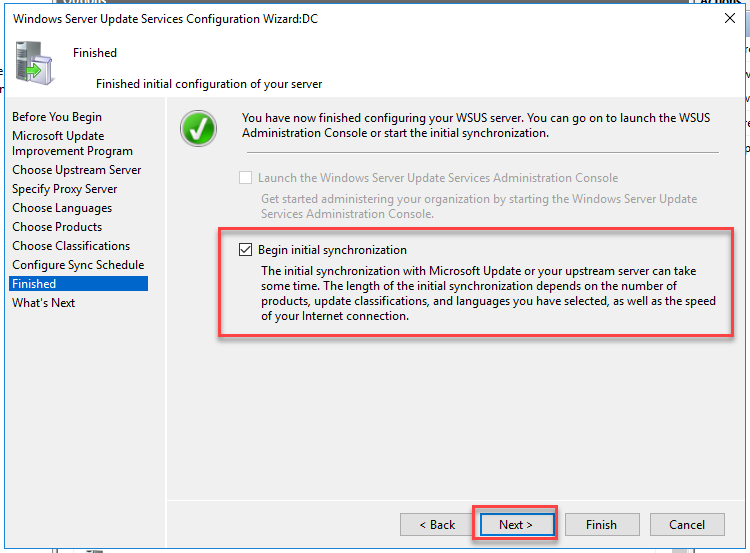 Windows Server Update Services Configuration Wizard:DC
Finished
Finished initial configuration of your server
Before You Begin
Microsoft Update
Improvement Program
Choose Upstream Server
Specify Proxy Server
Choose Languages
Choose Products
Choose Classifications
Configure Sync Schedule
Finished
What's Next
You have now finished configuring your WSUS server. You can go on to launch the WSUS
Administration Console or start the initial synchronization.
Launch the Windows Server Update Services Administration Console
Get started administering your organization by starting the Windows Server Update
Services Administration Console.
Begin initial synchronization
The initial synchronization with Microsoft Update or your upstream server can take
some time. The length of the initial synchronization depends on the number of
products, update classifications, and languages you have selected, as well as the speed
of your Internet connection.
< Back
Next >
Finish
Cancel